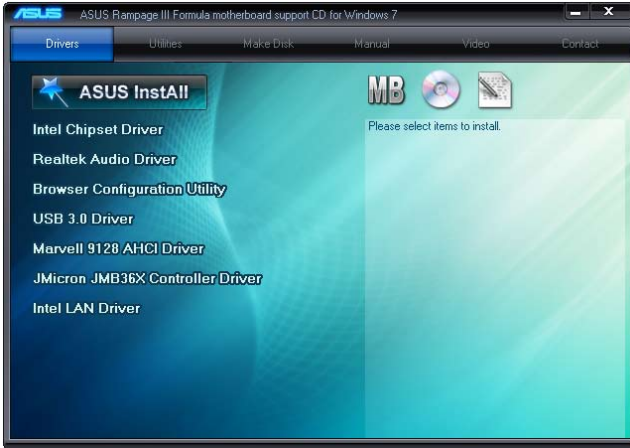 ASUS ASUS Rampage III Formula motherboard support CD for Windows 7
Drivers Utilities Make Disk Manual Video Contact
ASUS InstAll
MB
Please select items to install.
Intel Chipset Driver
Realtek Audio Driver
Browser Configuration Utility
USB 3.0 Driver
Marvell 9128 AHCI Driver
JMicron JMB36X Controller Driver
Intel LAN Driver